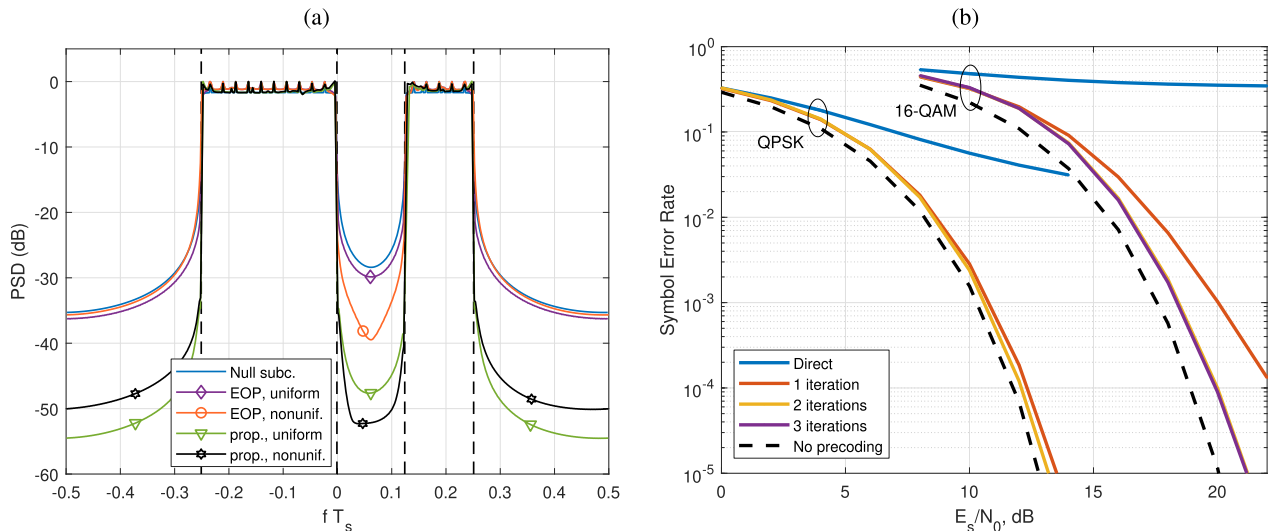 (a)
PSD (dB)
0
-10
-20
-30
-40
-50
-60
-0.5
-0.4
-0.3
-0.2
-0.1
0
0.1
0.2
0.3
0.4
0.5
f T_s
Null subc.
EOP, uniform
EOP, nonunif.
prop., uniform
prop., nonunif.
(b)
Symbol Error Rate
10^0
10^-1
10^-2
10^-3
10^-4
10^-5
0
5
10
15
20
E_s/N_0, dB
16-QAM
QPSK
Direct
1 iteration
2 iterations
3 iterations
No precoding